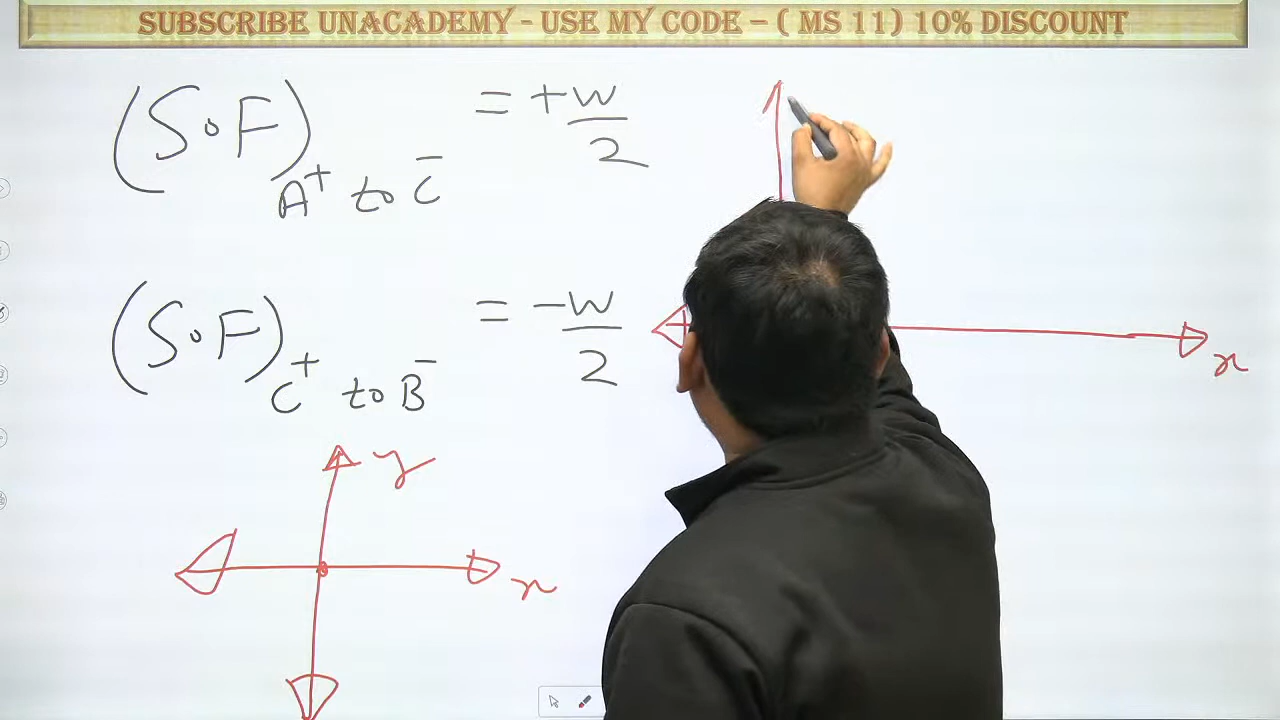 SUBSCRIBE UNACADEMY - USE MY CODE – ( MS 11) 10% DISCOUNT
(S.F) A⁺ to C⁻ = +W/2
(S.F) C⁺ to B⁻ = -W/2
y
x
x